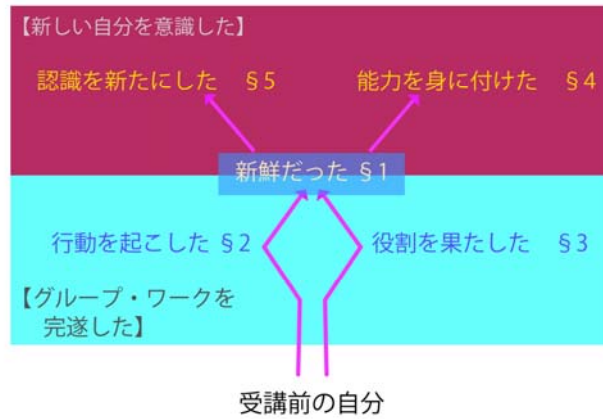 【新しい自分を意識した】
認識を新たにした §5
能力を身に付けた §4
新鮮だった §1
行動を起こした §2
役割を果たした §3
【グループ・ワークを
完遂した】
受講前の自分